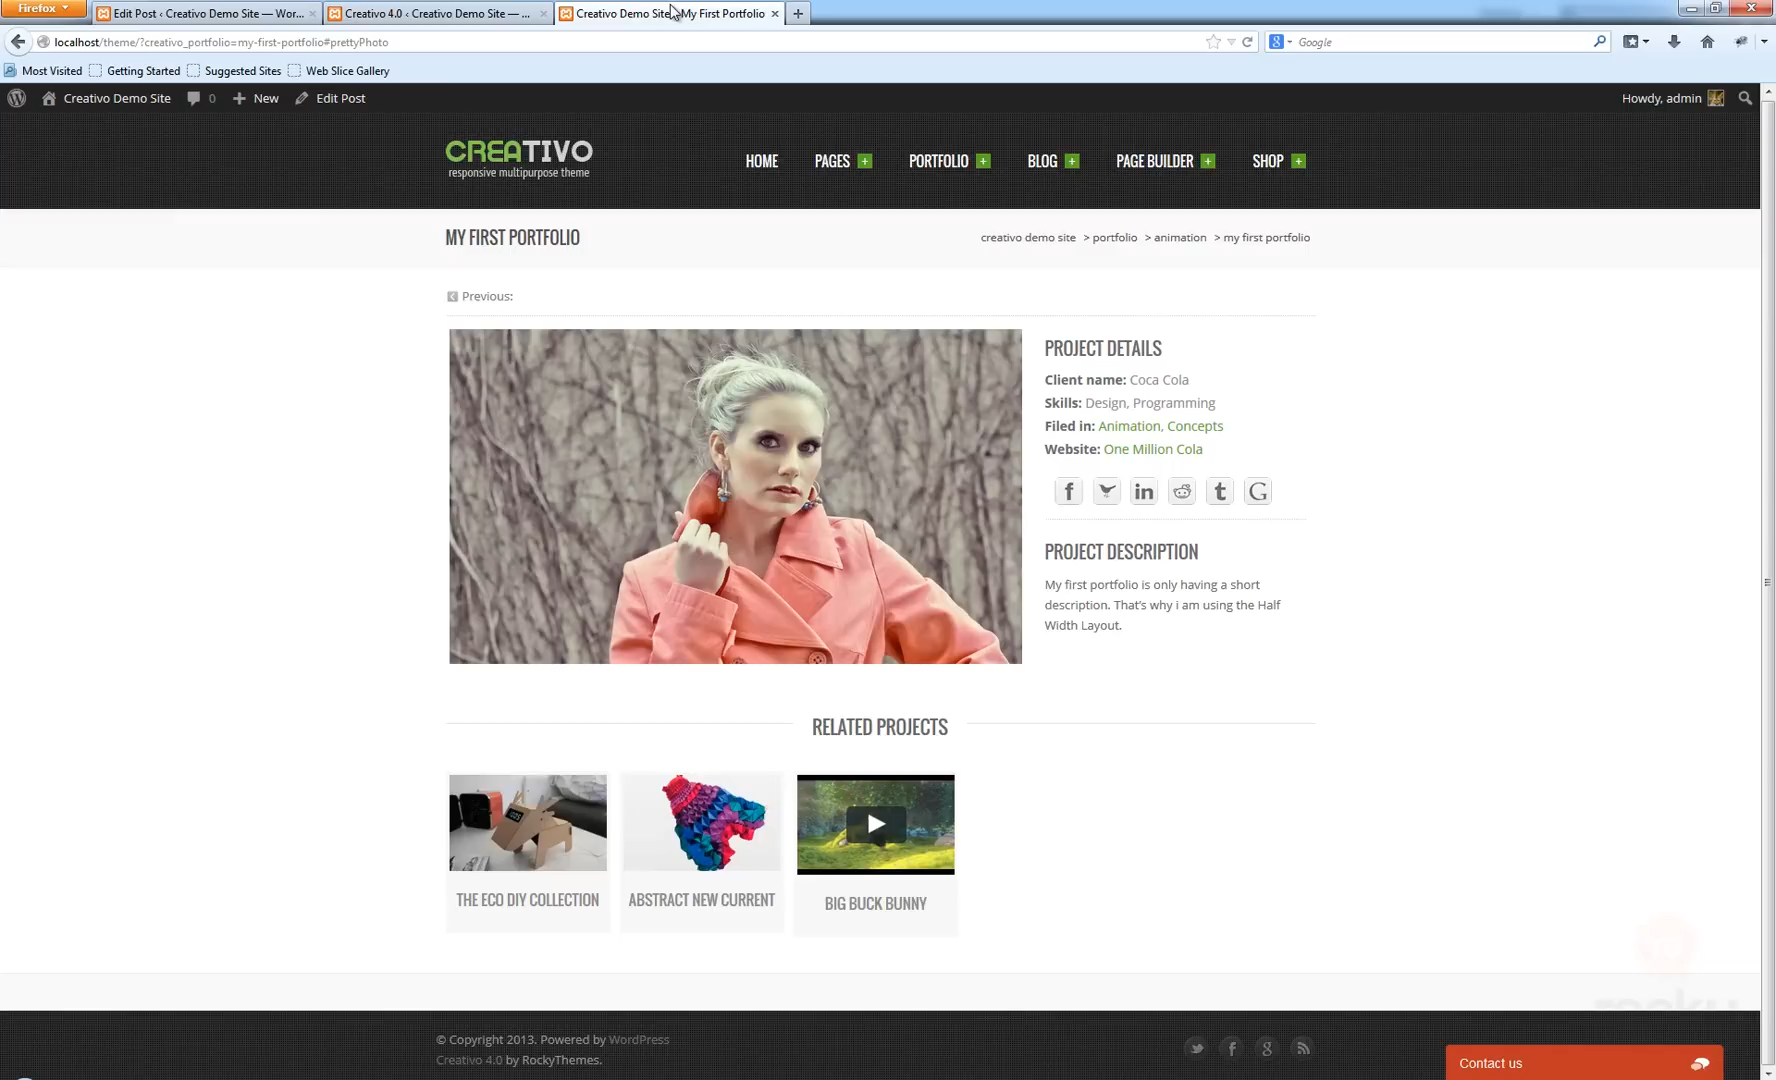 Firefox
Edit Post ‹ Creativo Demo Site — Wor...
Creativo 4.0 ‹ Creativo Demo Site — ...
Creativo Demo Site - My First Portfolio
localhost/theme/?creativo_portfolio=my-first-portfolio#prettyPhoto
Google
Most Visited
Getting Started
Suggested Sites
Web Slice Gallery
Creativo Demo Site
0
New
Edit Post
Howdy, admin
CREATIVO
responsive multipurpose theme
HOME
PAGES +
PORTFOLIO +
BLOG +
PAGE BUILDER +
SHOP +
MY FIRST PORTFOLIO
creativo demo site > portfolio > animation > my first portfolio
Previous:
PROJECT DETAILS
Client name: Coca Cola
Skills: Design, Programming
Filed in: Animation, Concepts
Website: One Million Cola
PROJECT DESCRIPTION
My first portfolio is only having a short
description. That's why i am using the Half
Width Layout.
RELATED PROJECTS
THE ECO DIY COLLECTION
ABSTRACT NEW CURRENT
BIG BUCK BUNNY
© Copyright 2013. Powered by WordPress
Creativo 4.0 by RockyThemes.
Contact us